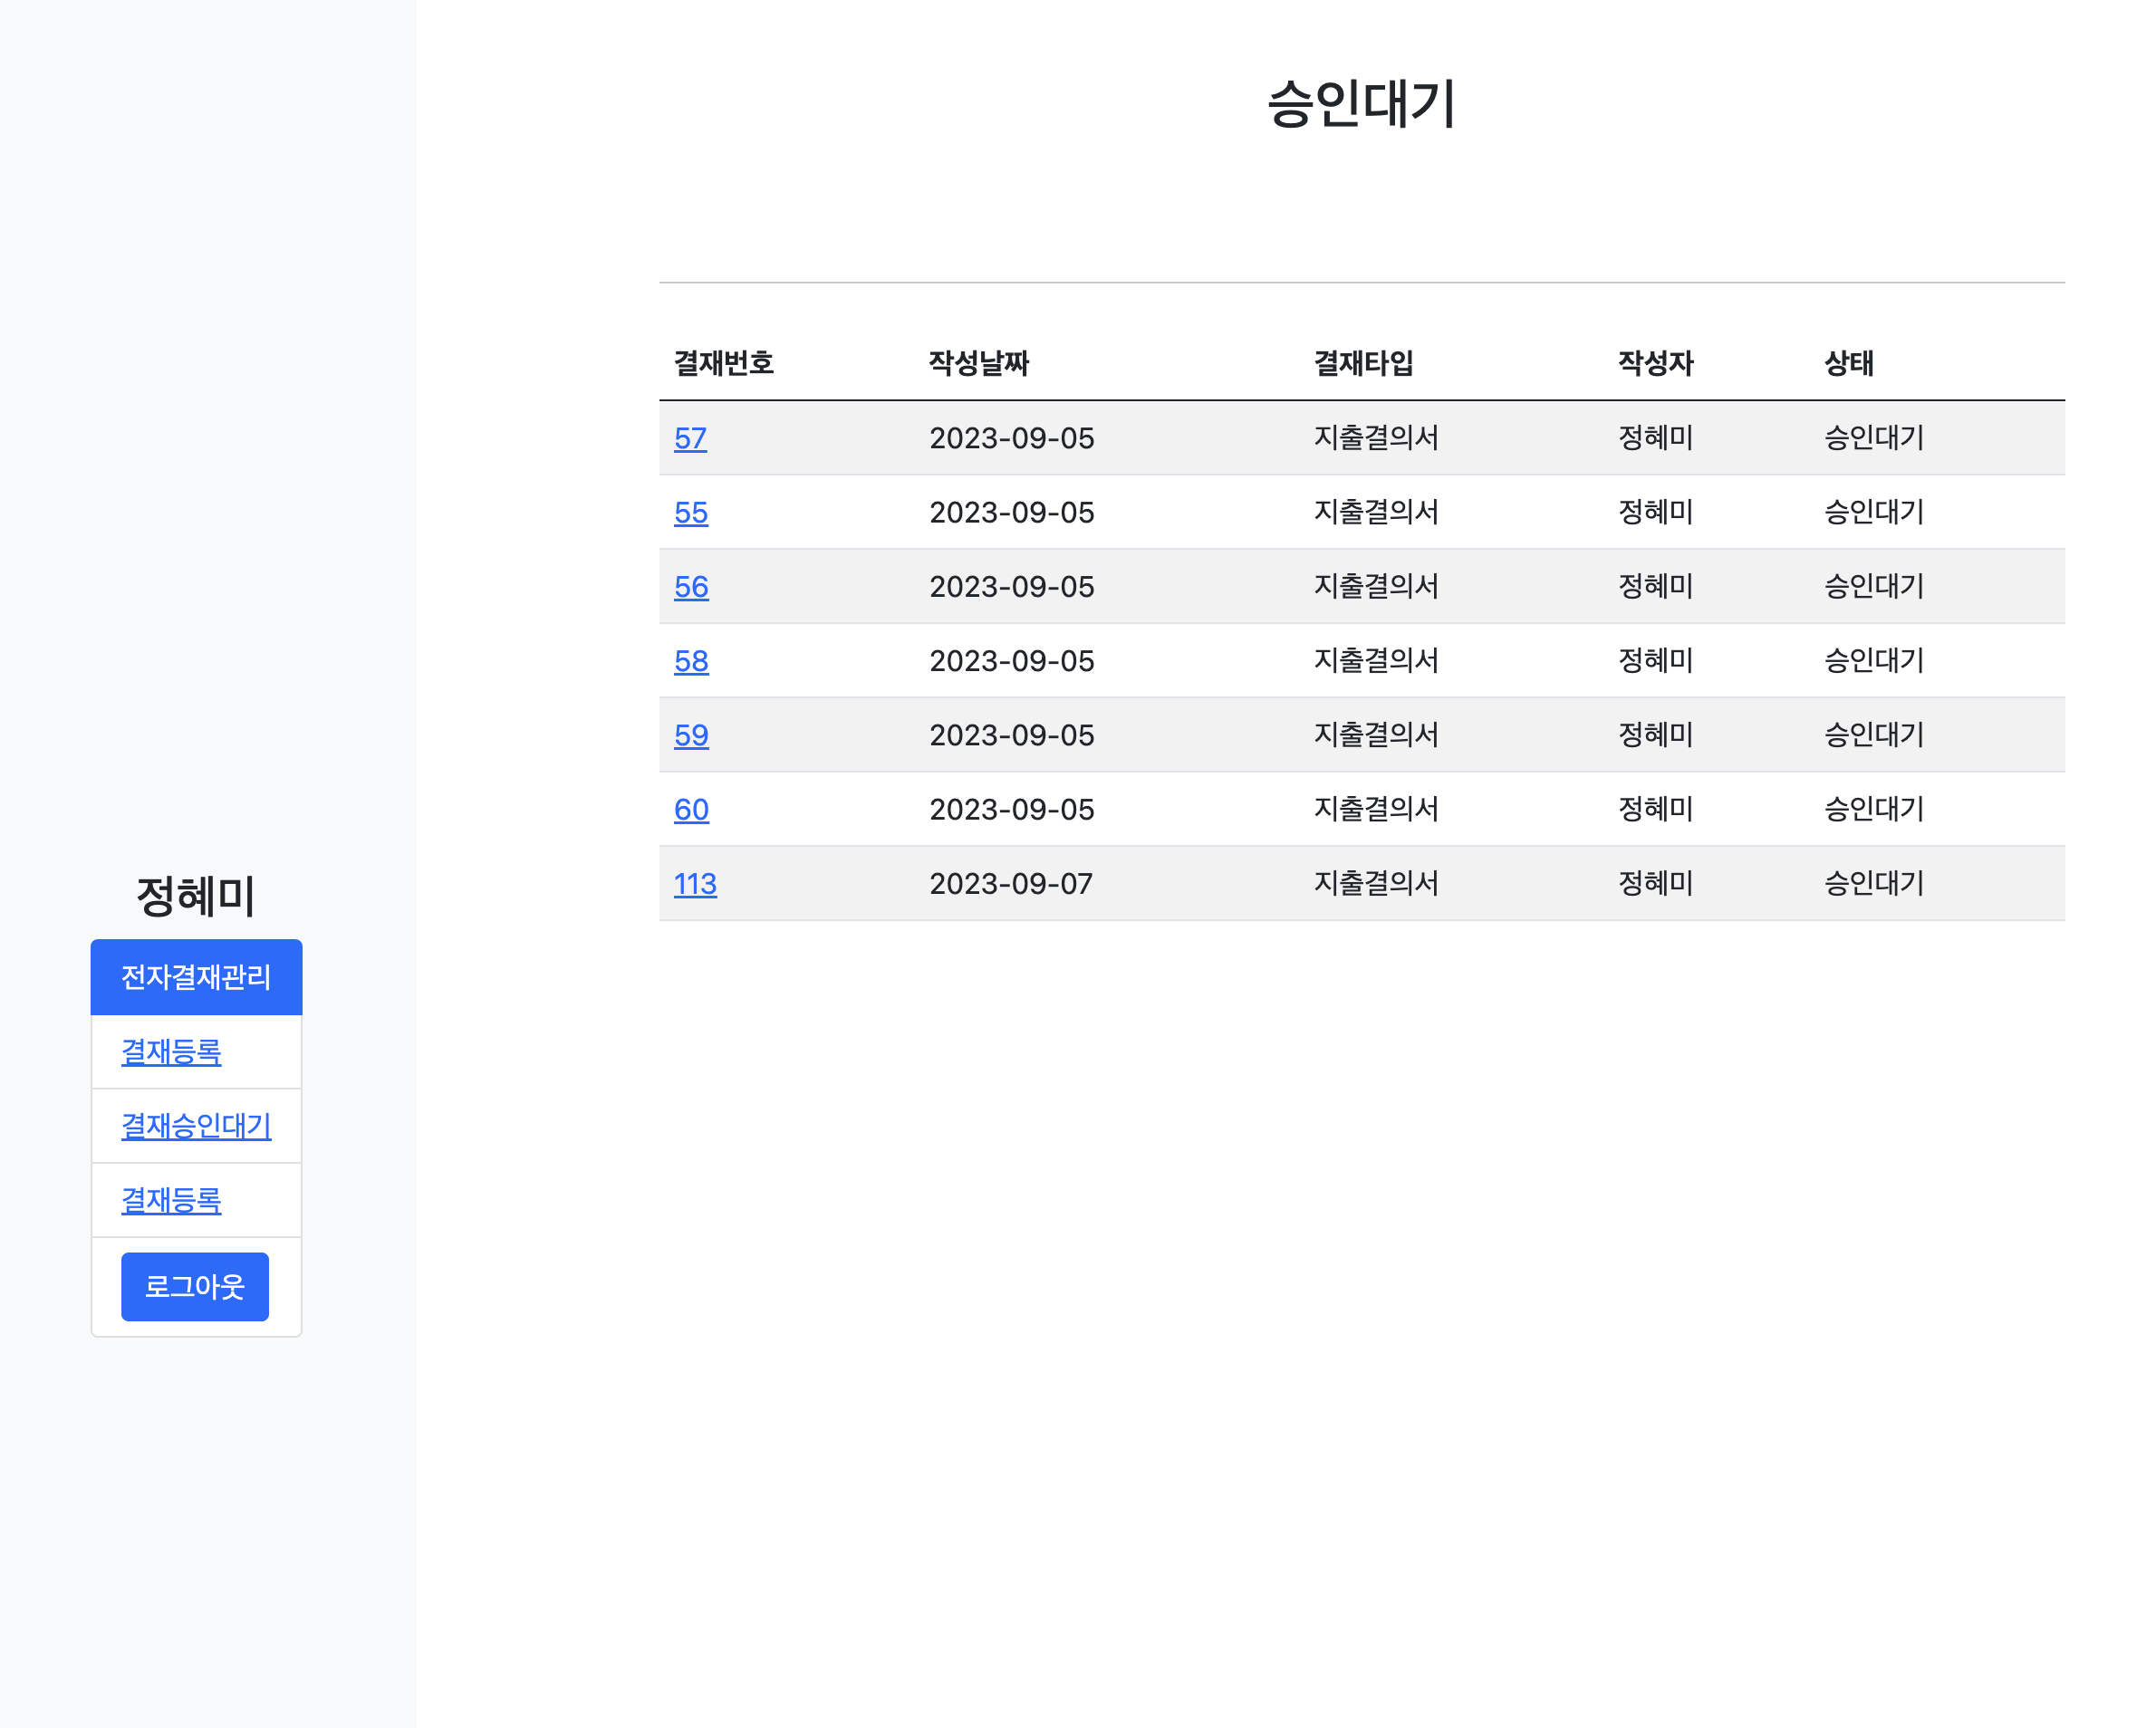 승인대기
결재번호 작성날짜 결재타입 작성자 상태
57 2023-09-05 지출결의서 정혜미 승인대기
55 2023-09-05 지출결의서 정혜미 승인대기
56 2023-09-05 지출결의서 정혜미 승인대기
58 2023-09-05 지출결의서 정혜미 승인대기
59 2023-09-05 지출결의서 정혜미 승인대기
60 2023-09-05 지출결의서 정혜미 승인대기
113 2023-09-07 지출결의서 정혜미 승인대기
정혜미
전자결재관리
결재등록
결재승인대기
결재등록
로그아웃